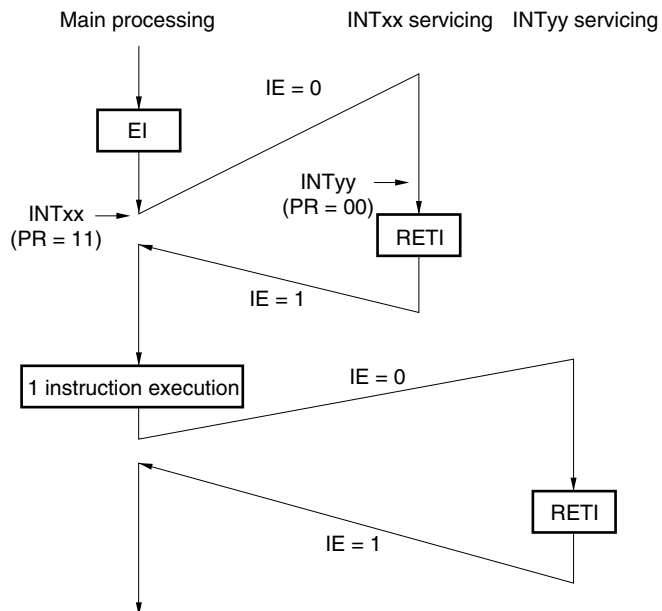 Main processing
INTxx servicing
INTyy servicing
IE = 0
EI
INTxx
(PR = 11)
INTyy
(PR = 00)
RETI
IE = 1
1 instruction execution
IE = 0
RETI
IE = 1